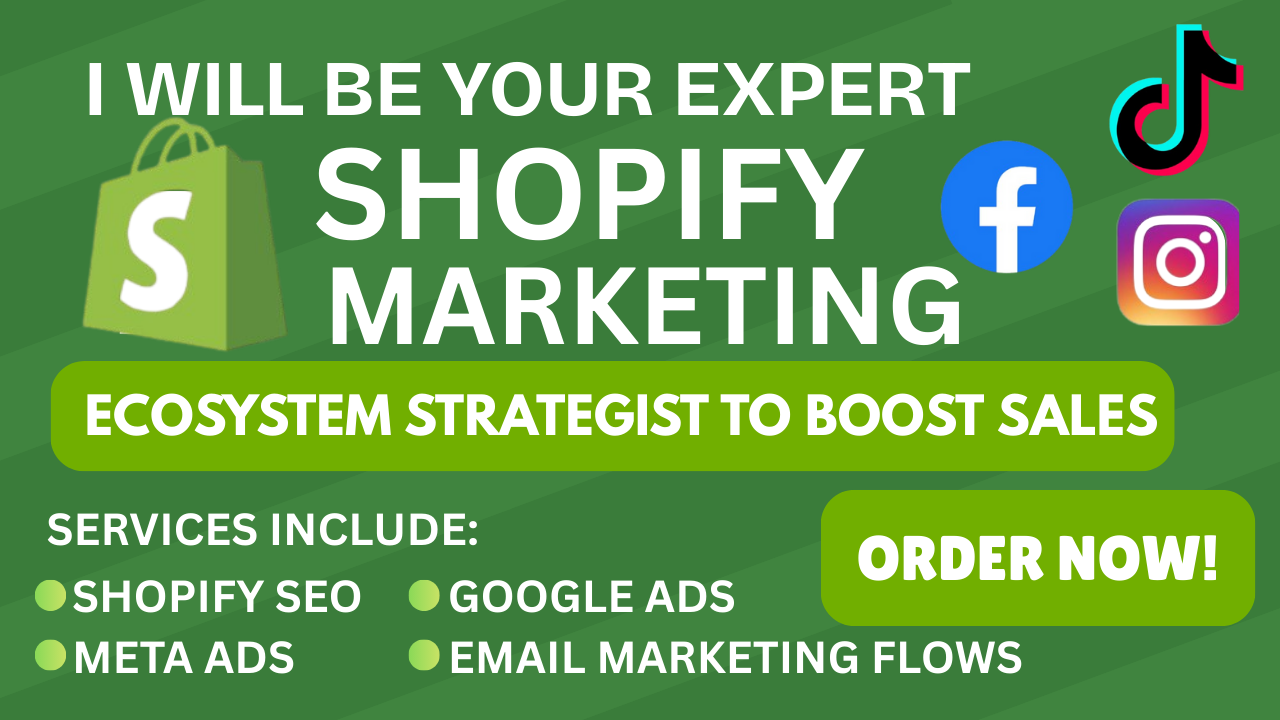 I WILL BE YOUR EXPERT
SHOPIFY
MARKETING
ECOSYSTEM STRATEGIST TO BOOST SALES
SERVICES INCLUDE:
SHOPIFY SEO
GOOGLE ADS
META ADS
EMAIL MARKETING FLOWS
ORDER NOW!